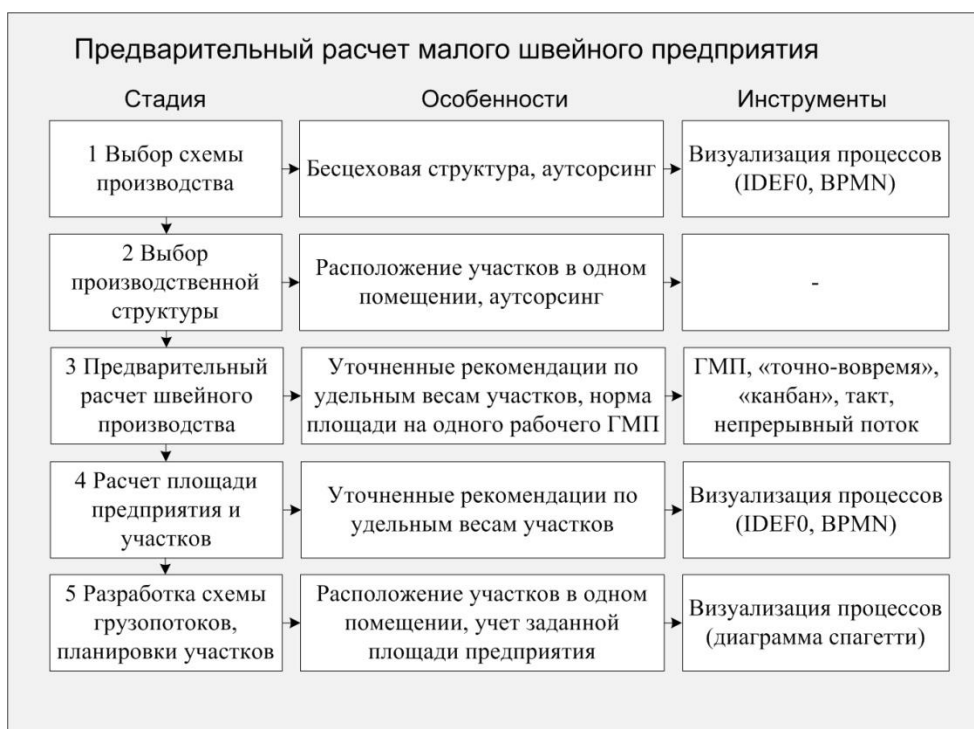 Предварительный расчет малого швейного предприятия
Стадия
Особенности
Инструменты
1 Выбор схемы
производства
Бесцеховая структура, аутсорсинг
Визуализация процессов
(IDEF0, BPMN)
2 Выбор
производственной
структуры
Расположение участков в одном
помещении, аутсорсинг
-
3 Предварительный
расчет швейного
производства
Уточненные рекомендации по
удельным весам участков, норма
площади на одного рабочего ГМП
ГМП, «точно-вовремя»,
«канбан», такт,
непрерывный поток
4 Расчет площади
предприятия и
участков
Уточненные рекомендации по
удельным весам участков
Визуализация процессов
(IDEF0, BPMN)
5 Разработка схемы
грузопотоков,
планировки участков
Расположение участков в одном
помещении, учет заданной
площади предприятия
Визуализация процессов
(диаграмма спагетти)